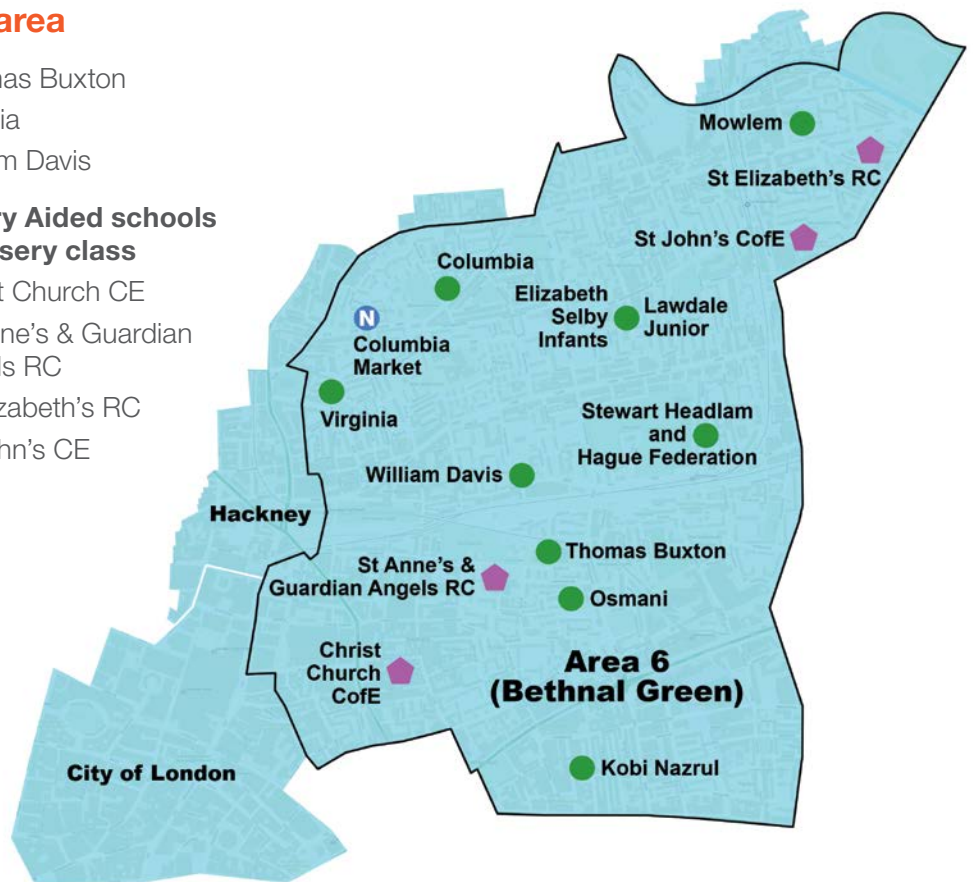 area
nas Buxton
ia
m Davis
ry Aided schools
sery class
t Church CE
ne's & Guardian
ls RC
zabeth's RC
hn's CE
Mowlem
St Elizabeth's RC
St John's CofE
Columbia
Elizabeth
Selby
Infants
Lawdale
Junior
N
Columbia
Market
Virginia
Stewart Headlam
and
Hague Federation
William Davis
Hackney
Thomas Buxton
St Anne's &
Guardian Angels RC
Osmani
Christ
Church
CofE
Area 6
(Bethnal Green)
City of London
Kobi Nazrul